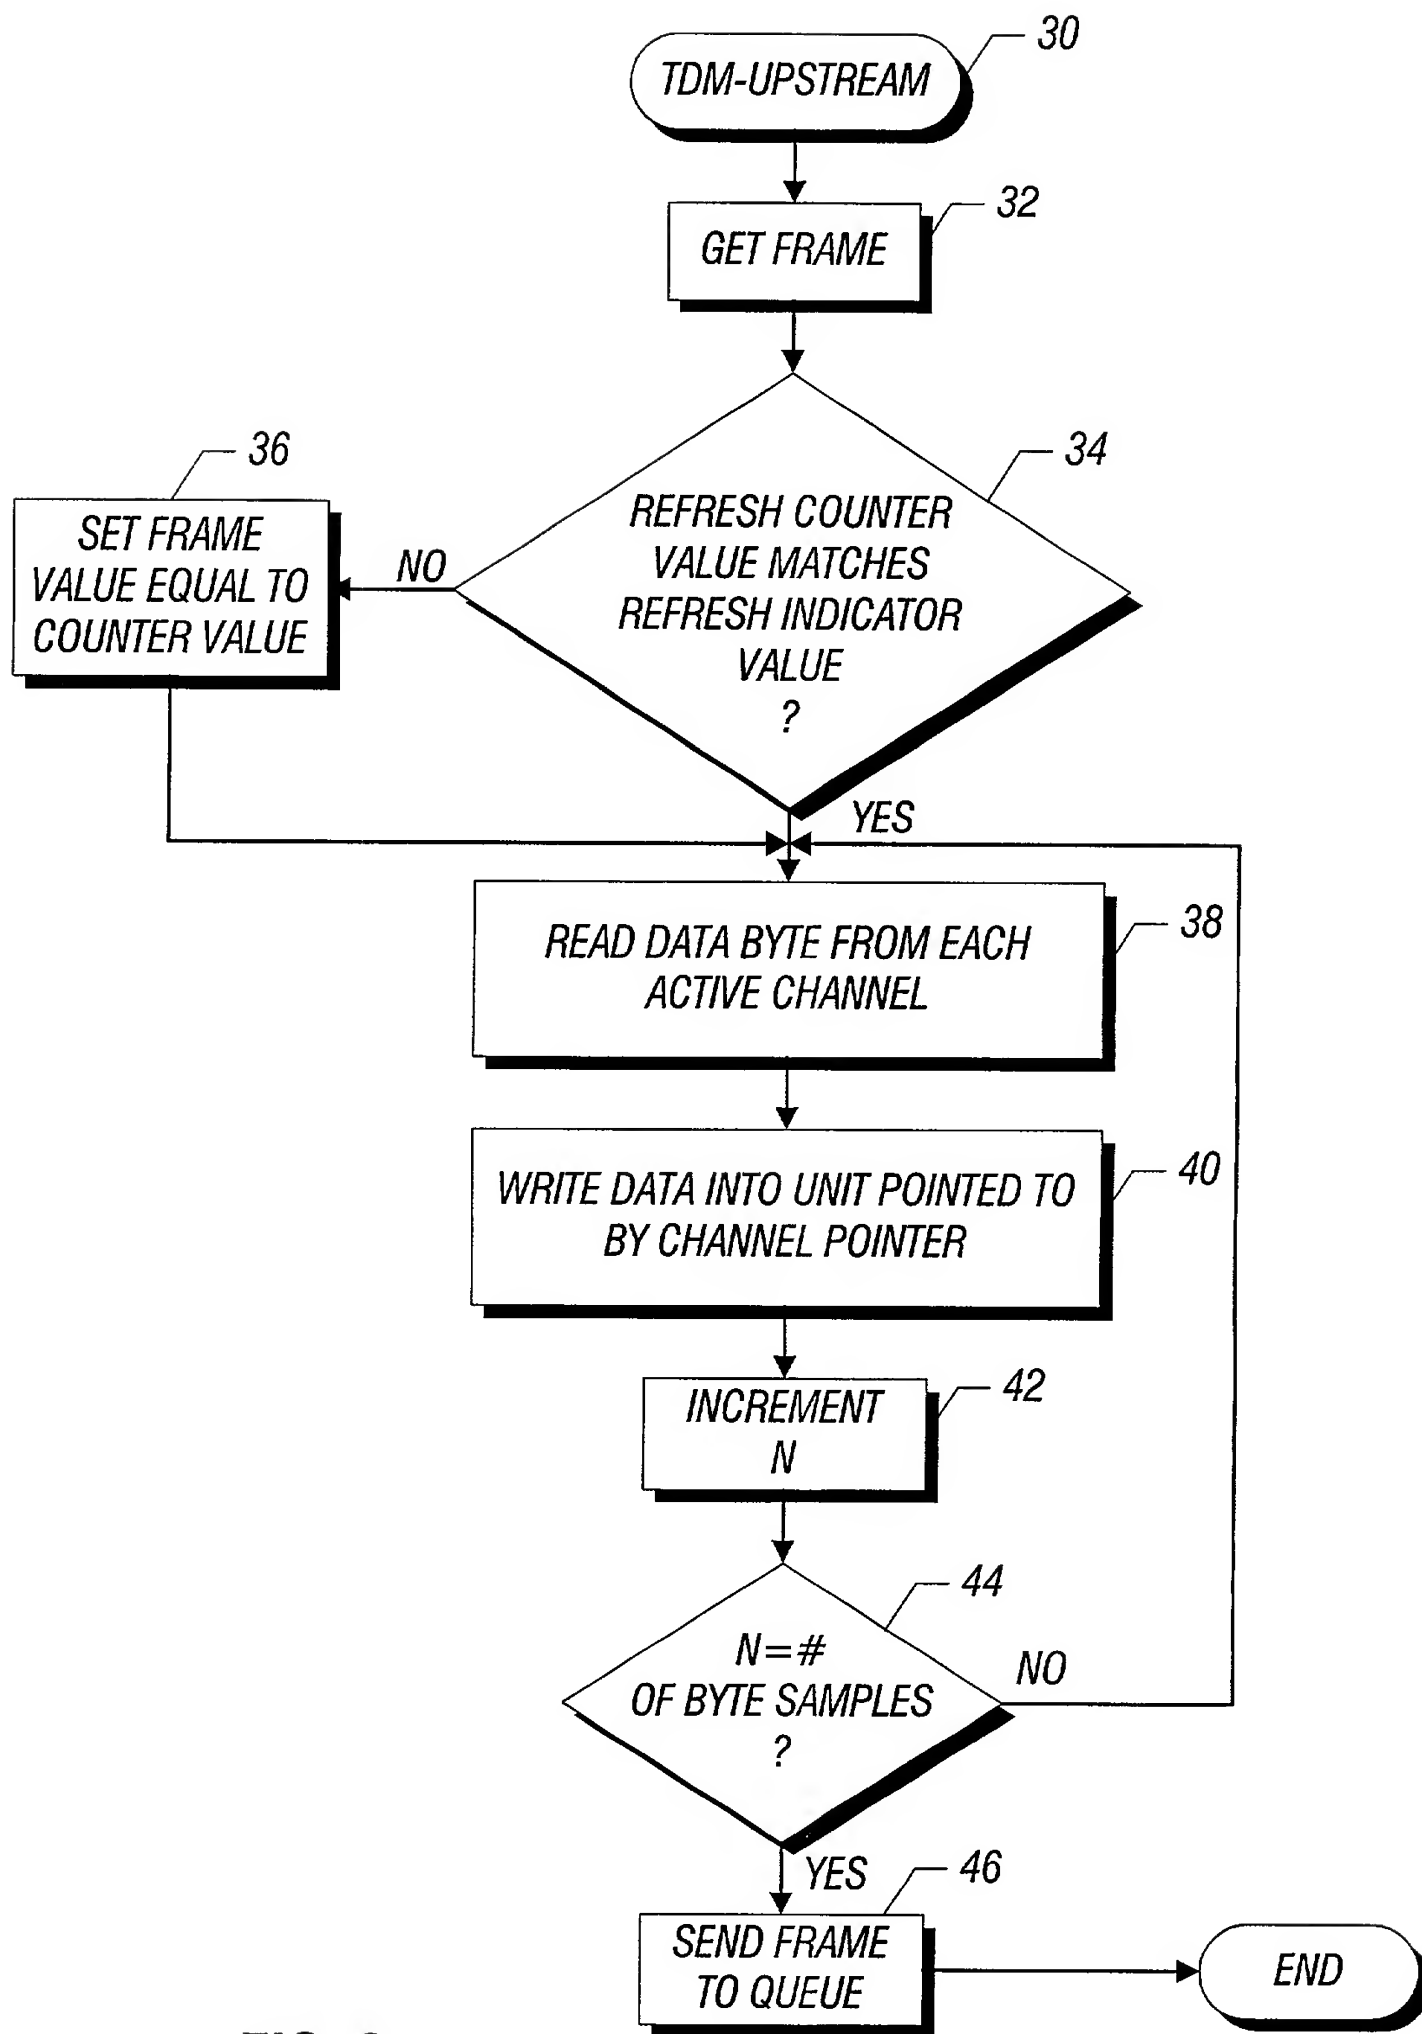 30
TDM-UPSTREAM
32
GET FRAME
36
SET FRAME
VALUE EQUAL TO
COUNTER VALUE
NO
34
REFRESH COUNTER
VALUE MATCHES
REFRESH INDICATOR
VALUE
?
YES
38
READ DATA BYTE FROM EACH
ACTIVE CHANNEL
40
WRITE DATA INTO UNIT POINTED TO
BY CHANNEL POINTER
42
INCREMENT
N
44
N=#
OF BYTE SAMPLES
?
NO
YES
46
SEND FRAME
TO QUEUE
END